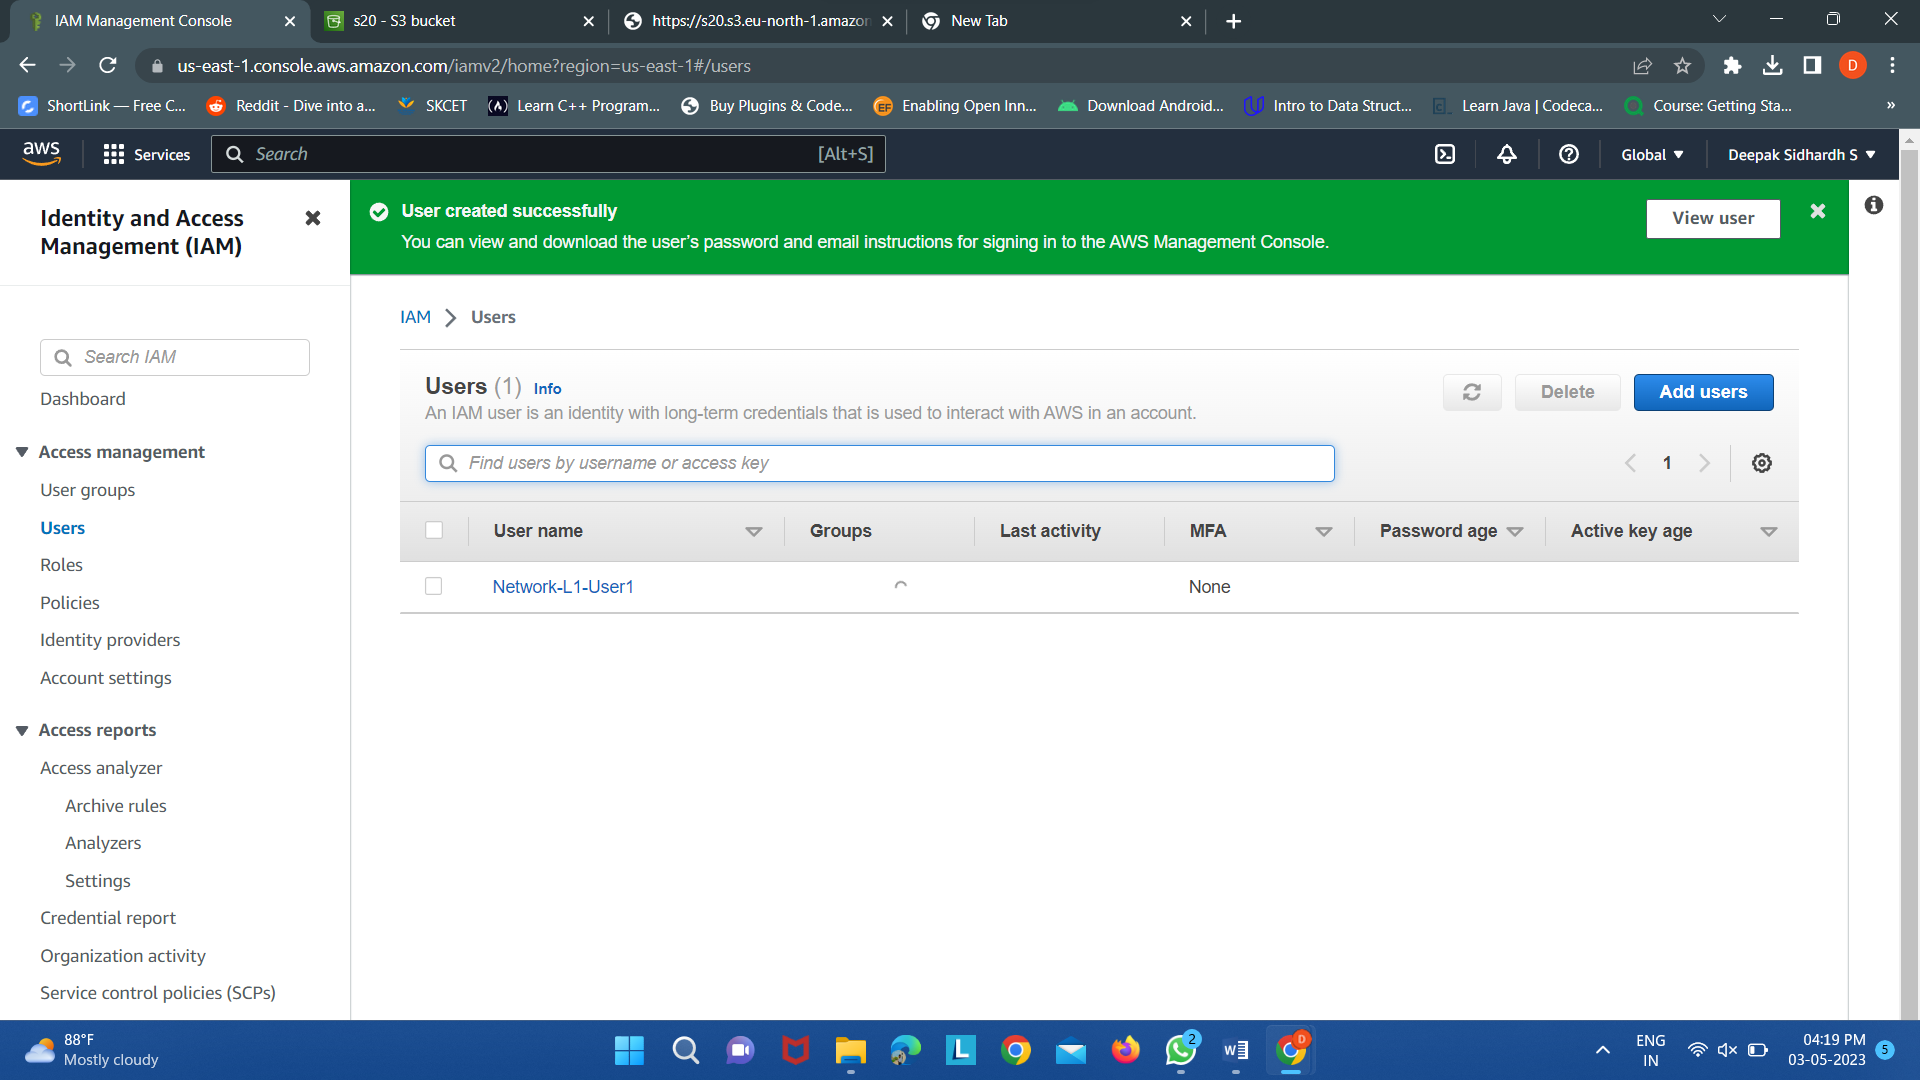 IAM Management Console
s20 - S3 bucket
https://s20.s3.eu-north-1.amazon
New Tab
us-east-1.console.aws.amazon.com/iamv2/home?region=us-east-1#/users
D
ShortLink — Free C...
Reddit - Dive into a...
SKCET
Learn C++ Program...
Buy Plugins & Code...
EF
Enabling Open Inn...
Download Android...
Intro to Data Struct...
Learn Java | Codeca...
Course: Getting Sta...
»
aws
Services
Search
[Alt+S]
Global
Deepak Sidhardh S
Identity and Access
Management (IAM)
Search IAM
Dashboard
Access management
User groups
Users
Roles
Policies
Identity providers
Account settings
Access reports
Access analyzer
Archive rules
Analyzers
Settings
Credential report
Organization activity
Service control policies (SCPs)
User created successfully
You can view and download the user's password and email instructions for signing in to the AWS Management Console.
View user
IAM
Users
Users (1) Info
An IAM user is an identity with long-term credentials that is used to interact with AWS in an account.
Delete
Add users
Find users by username or access key
1
User name
Groups
Last activity
MFA
Password age
Active key age
Network-L1-User1
None
88°F
Mostly cloudy
L
2
W
D
ENG
IN
04:19 PM
03-05-2023
5